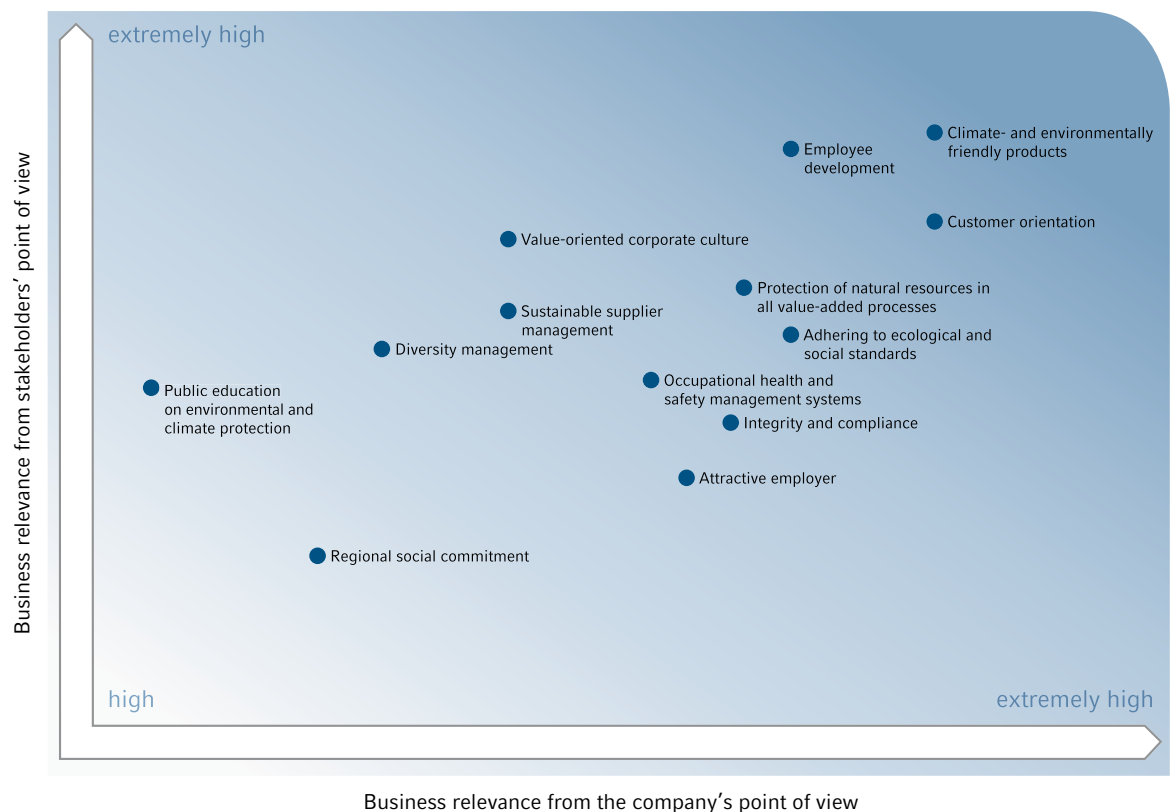 extremely high
Climate- and environmentally
friendly products
Employee
development
Customer orientation
Value-oriented corporate culture
Protection of natural resources in
all value-added processes
Sustainable supplier
management
Adhering to ecological and
social standards
Diversity management
Occupational health and
safety management systems
Public education
on environmental and
climate protection
Integrity and compliance
Attractive employer
Regional social commitment
high
extremely high
Business relevance from stakeholders’ point of view
Business relevance from the company’s point of view